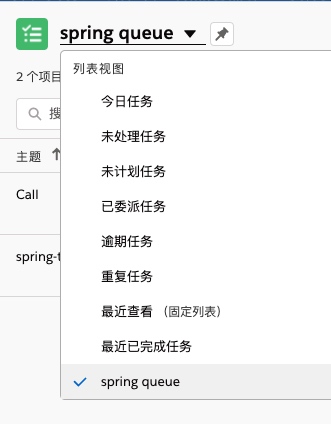 spring queue
2 个项目
列表视图
搜
今日任务
主题
未处理任务
未计划任务
Call
已委派任务
逾期任务
spring-t
重复任务
最近查看 （固定列表）
最近已完成任务
spring queue